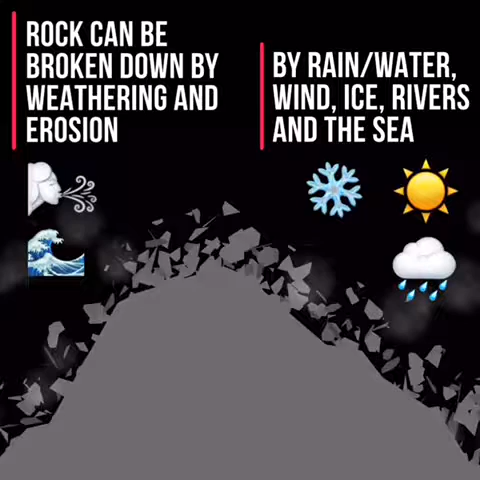 ROCK CAN BE
BROKEN DOWN BY
WEATHERING AND
EROSION
BY RAIN/WATER,
WIND, ICE, RIVERS
AND THE SEA